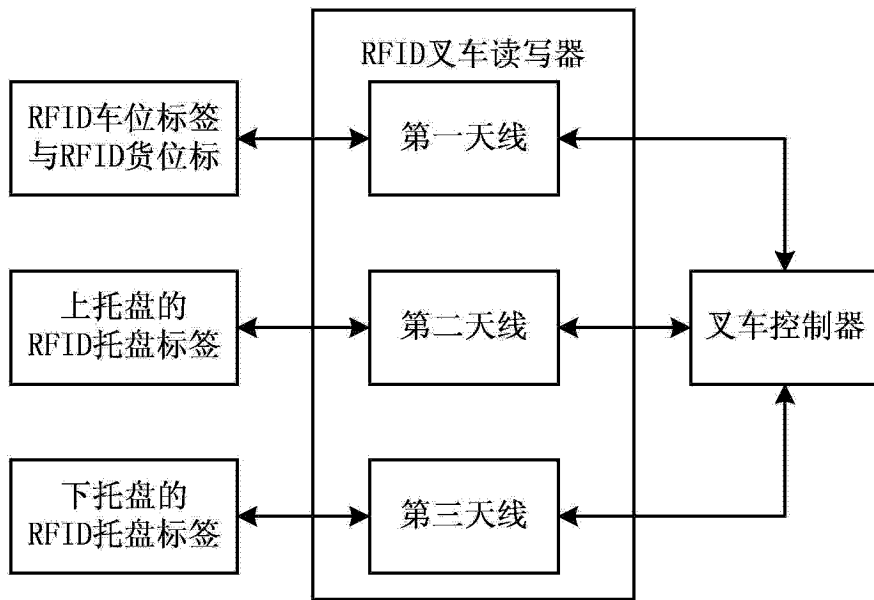 RFID叉车读写器
RFID车位标签
与RFID货位标
第一天线
上托盘的
RFID托盘标签
第二天线
叉车控制器
下托盘的
RFID托盘标签
第三天线